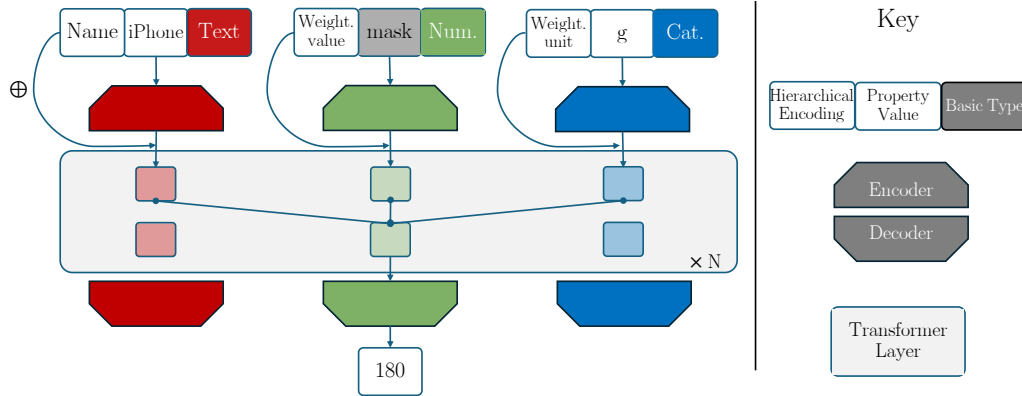 Name iPhone Text
Weight. value mask Num.
Weight. unit g Cat.
⊕
× N
180
Key
Hierarchical Encoding
Property Value
Basic Type
Encoder
Decoder
Transformer
Layer